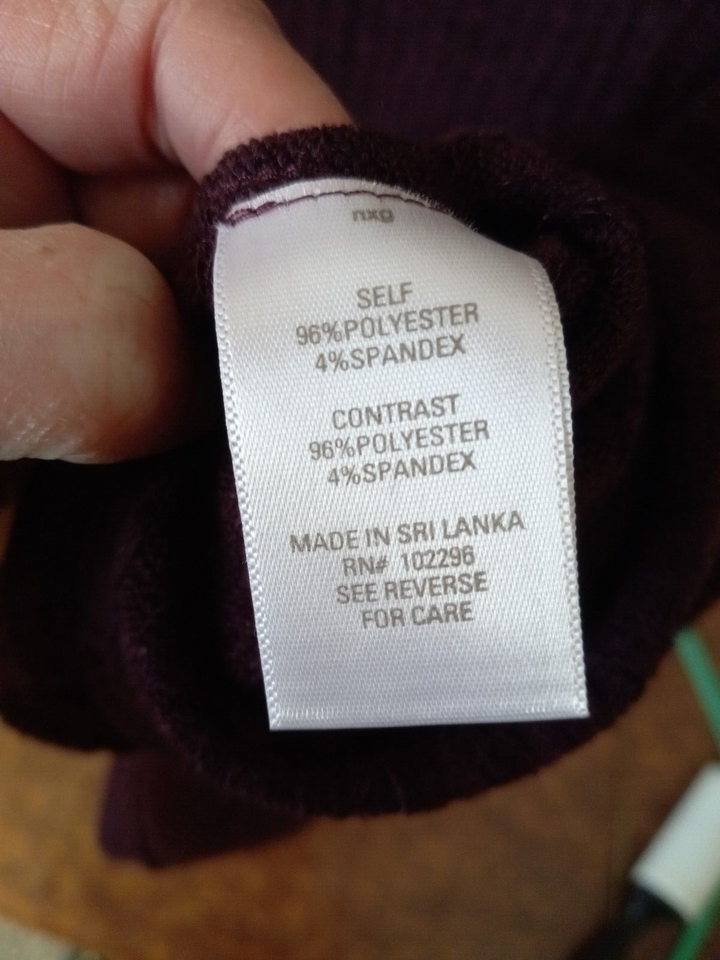 nxg
SELF
96%POLYESTER
4%SPANDEX
CONTRAST
96%POLYESTER
4%SPANDEX
MADE IN SRI LANKA
RN# 102296
SEE REVERSE
FOR CARE